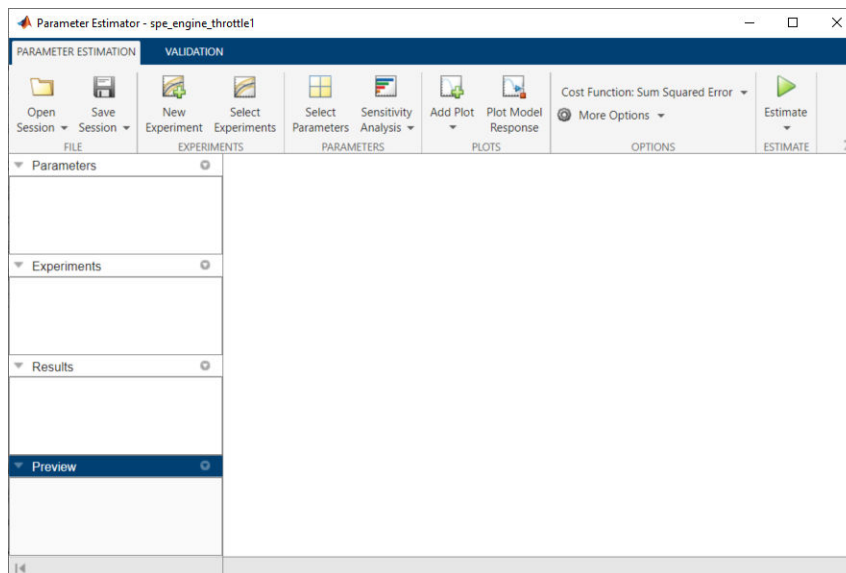 Parameter Estimator - spe_engine_throttle1
PARAMETER ESTIMATION VALIDATION
Open Session
Save Session
New Experiment
Select Experiments
Select Parameters
Sensitivity Analysis
Add Plot
Plot Model Response
Cost Function: Sum Squared Error
More Options
Estimate
FILE EXPERIMENTS PARAMETERS PLOTS OPTIONS ESTIMATE
Parameters
Experiments
Results
Preview